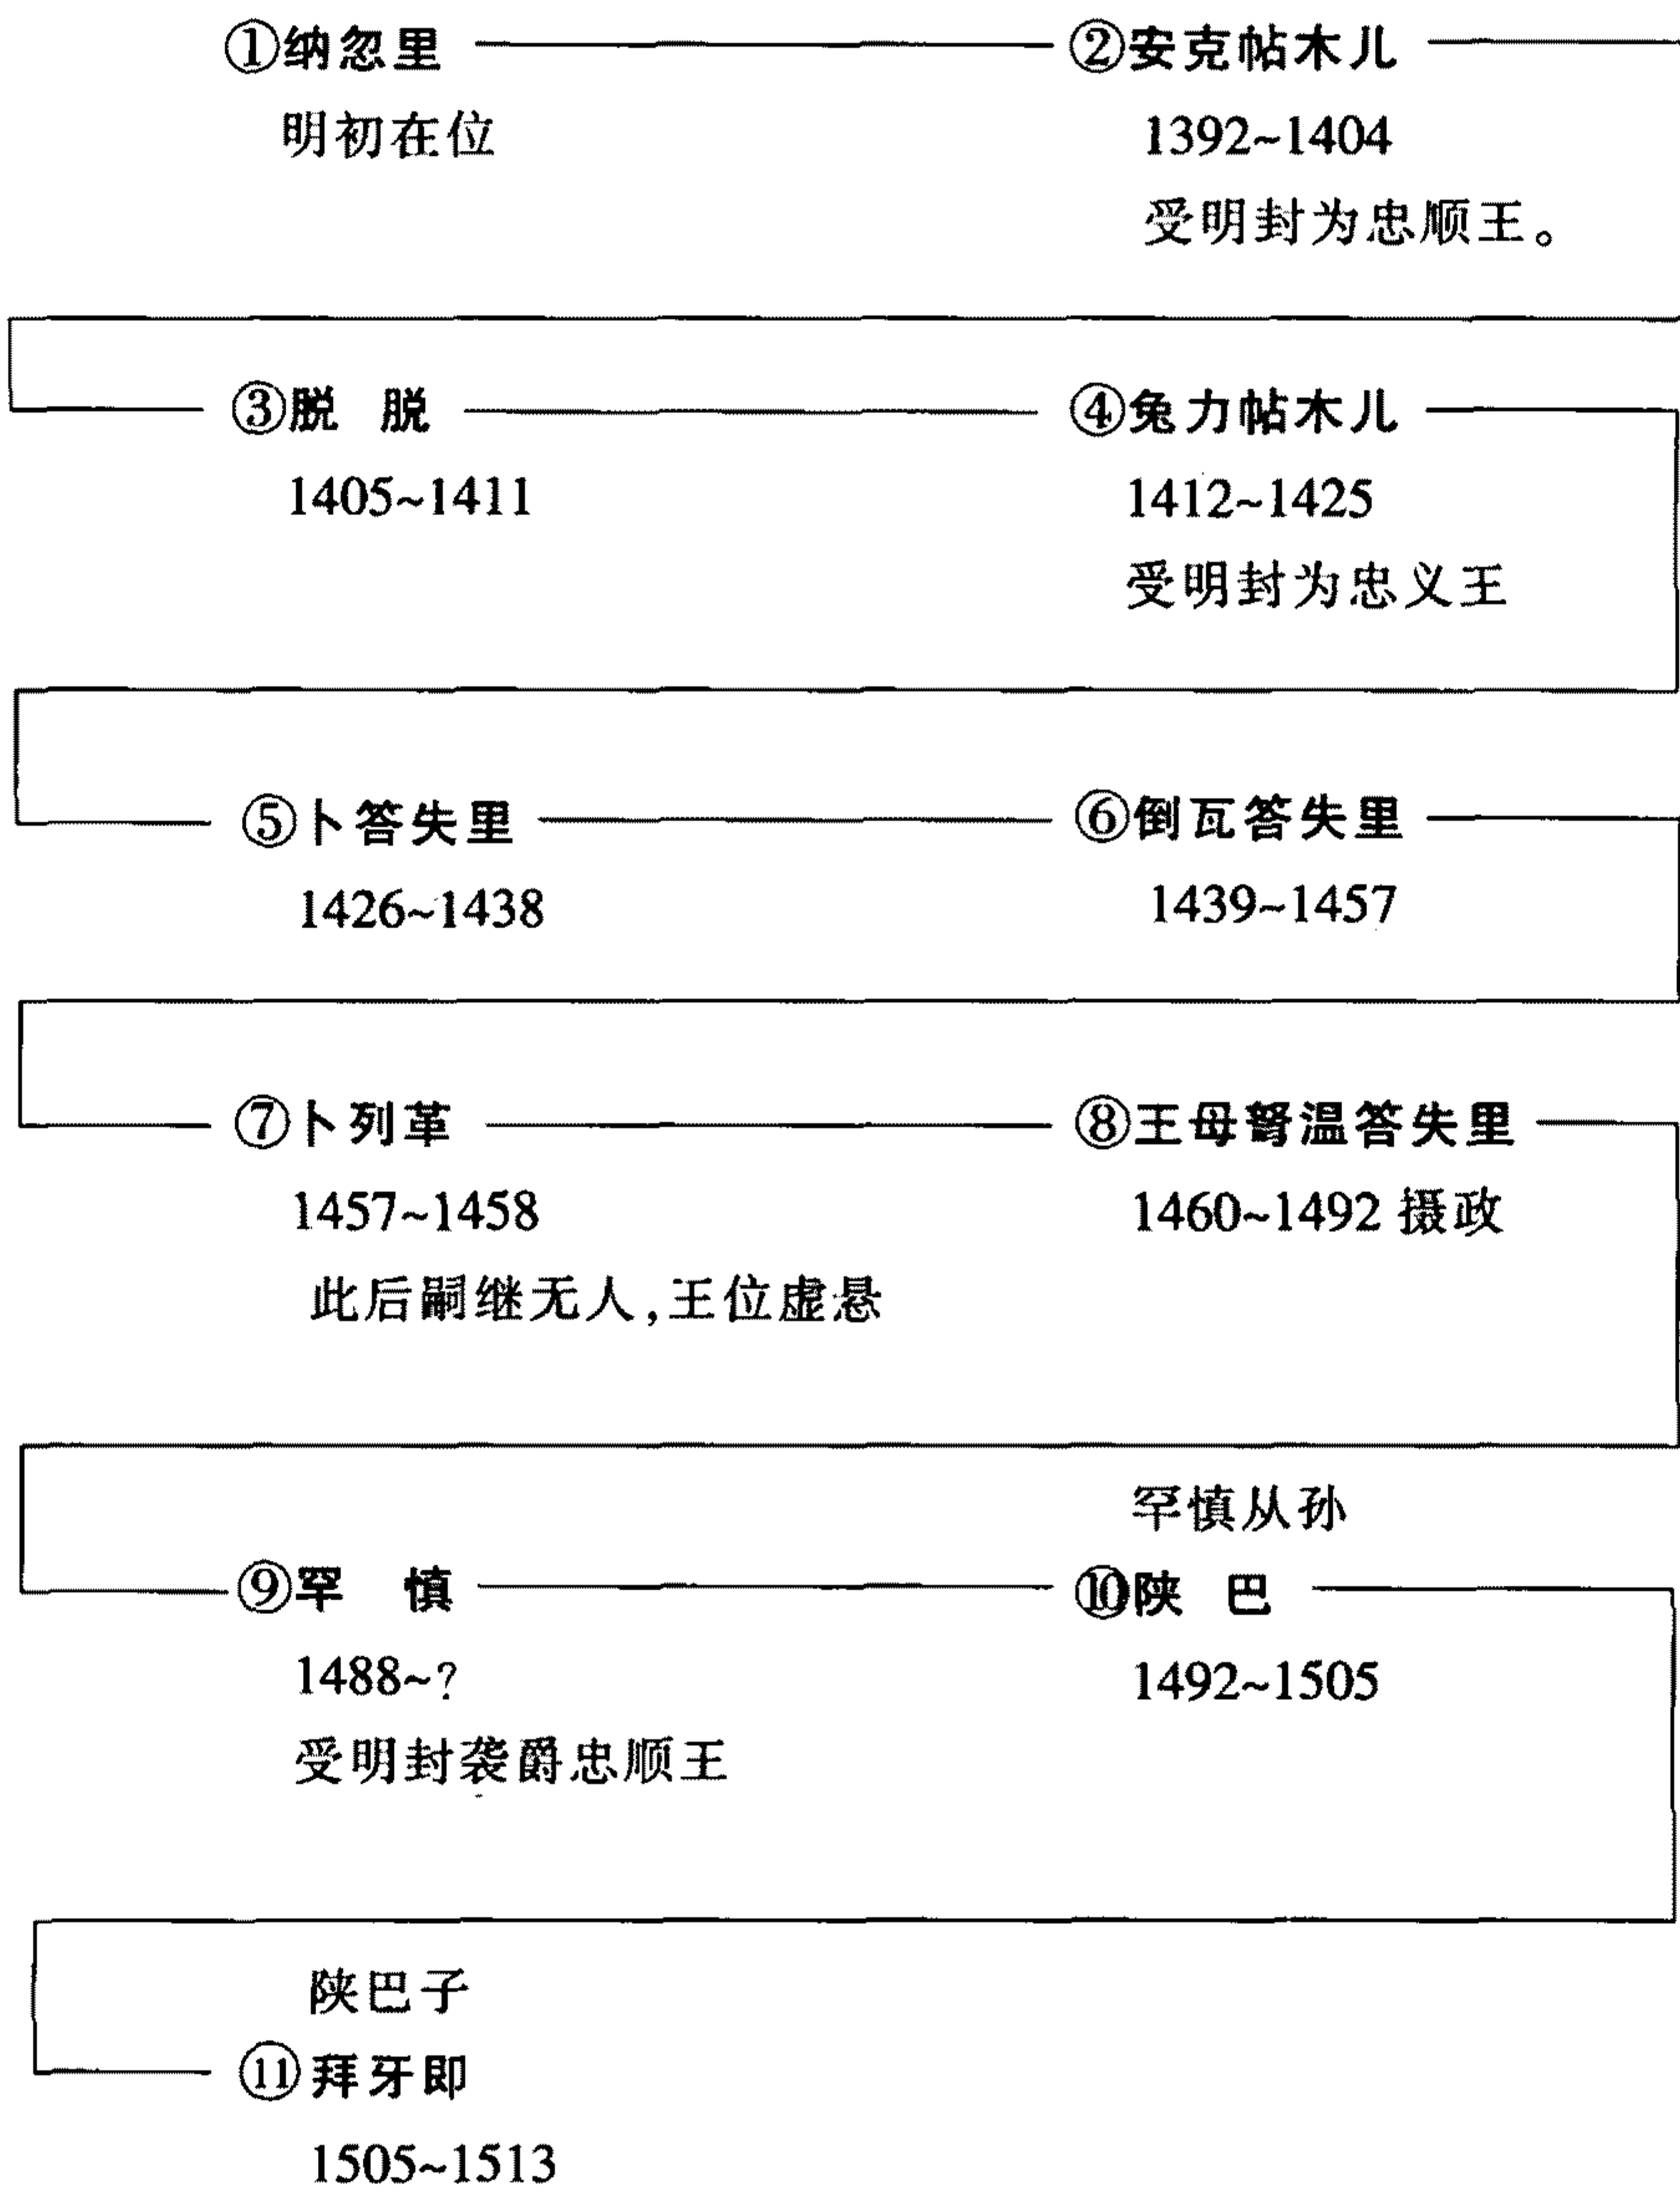 ①纳忽里 ②安克帖木儿
明初在位 1392~1404
受明封为忠顺王。
③脱 脱 ④兔力帖木儿
1405~1411 1412~1425
受明封为忠义王
⑤卜答失里 ⑥倒瓦答失里
1426~1438 1439~1457
⑦卜列革 ⑧王母弩温答失里
1457~1458 1460~1492 摄政
此后嗣继无人,王位虚悬
罕慎从孙
⑨罕 慎 ⑩陕 巴
1488~? 1492~1505
受明封袭爵忠顺王
陕巴子
⑪拜牙即
1505~1513